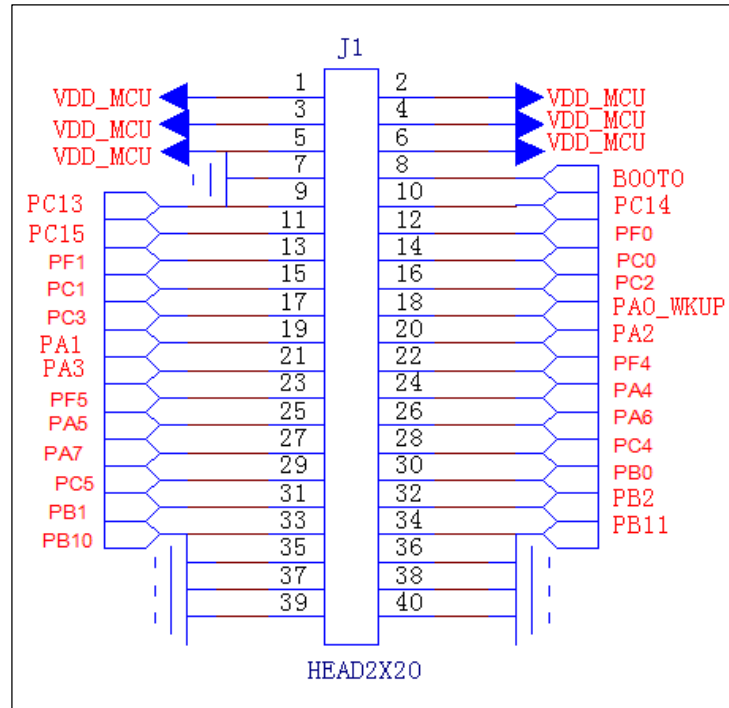 J1
1 2
VDD_MCU VDD_MCU
3 4
VDD_MCU VDD_MCU
5 6
VDD_MCU VDD_MCU
7 8
BOOT0
9 10
PC13 PC14
11 12
PC15 PF0
13 14
PF1 PC0
15 16
PC1 PC2
17 18
PC3 PA0_WKUP
19 20
PA1 PA2
21 22
PA3 PF4
23 24
PF5 PA4
25 26
PA5 PA6
27 28
PA7 PC4
29 30
PC5 PB0
31 32
PB1 PB2
33 34
PB10 PB11
35 36
37 38
39 40
HEAD2X20